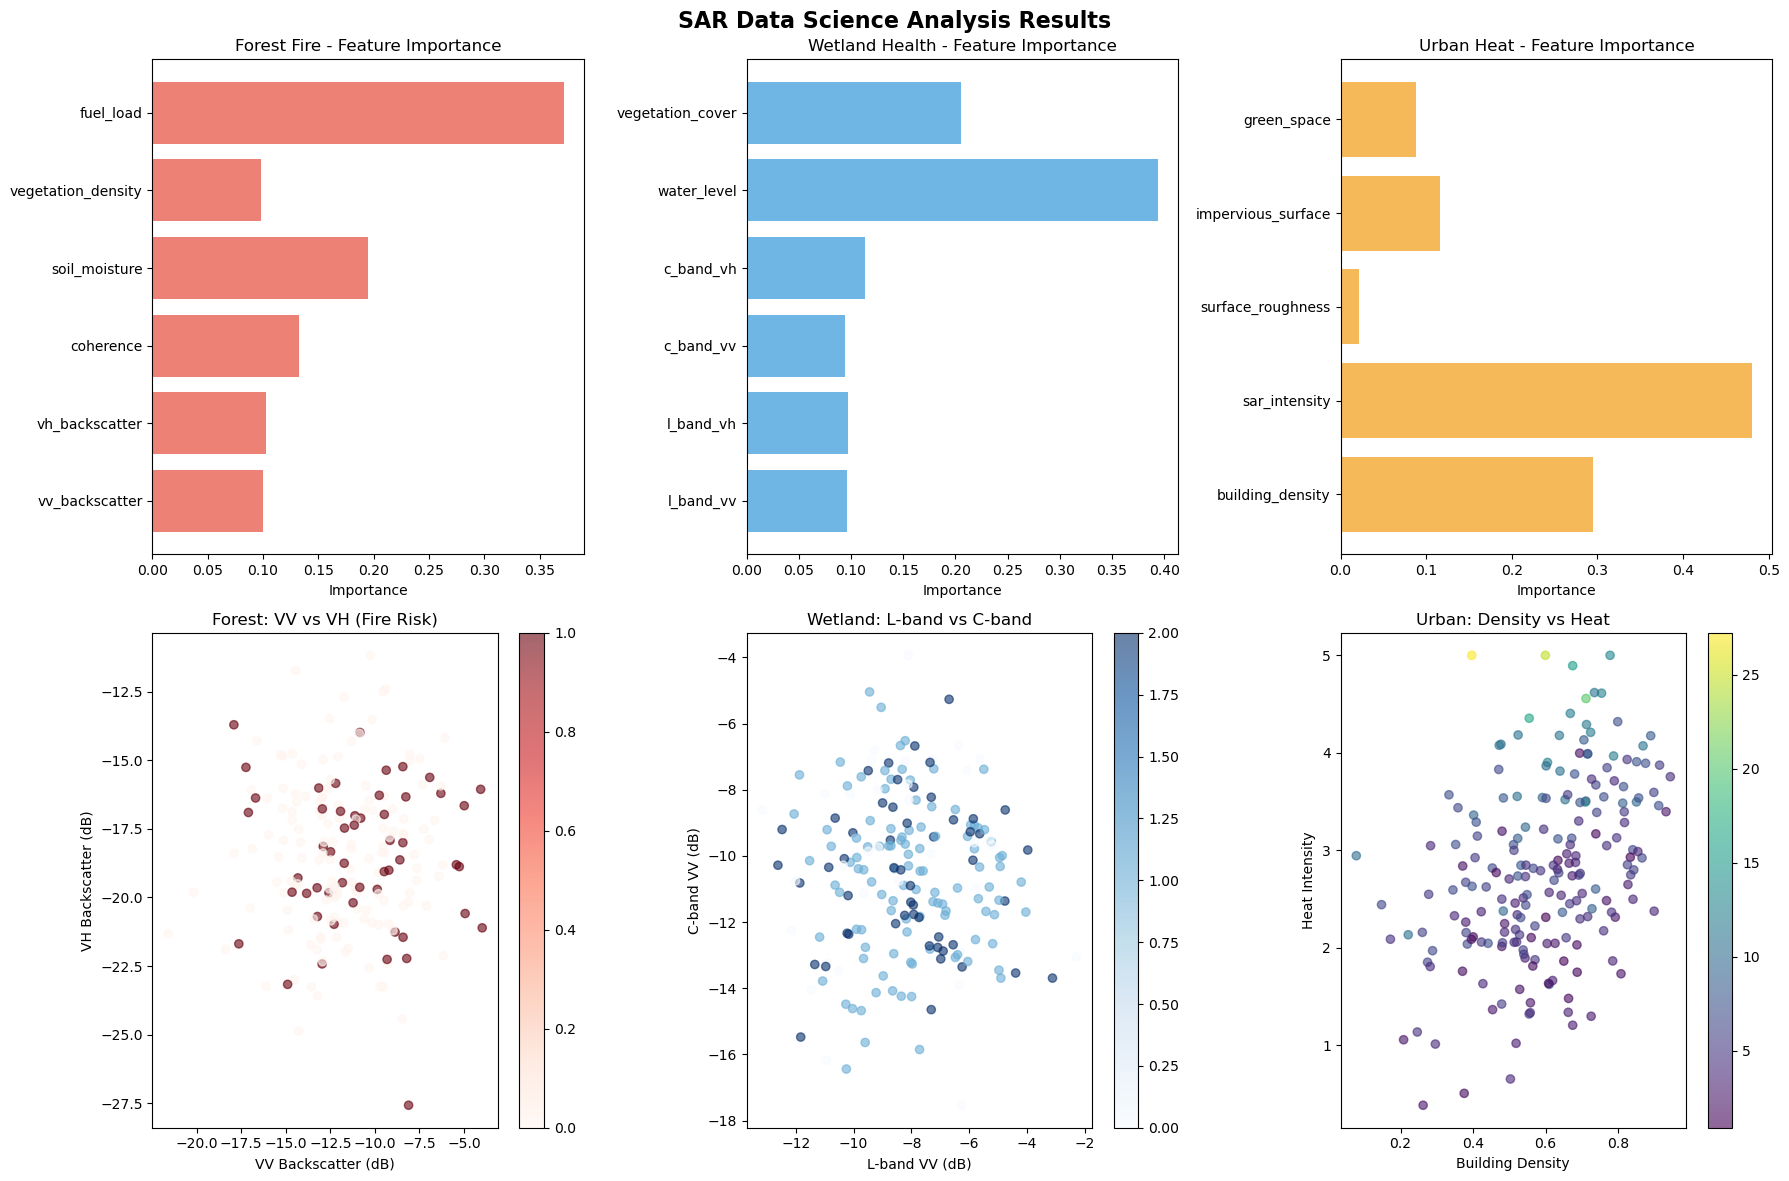 SAR Data Science Analysis Results
Forest Fire - Feature Importance
fuel_load
vegetation_density
soil_moisture
coherence
vh_backscatter
vv_backscatter
0.00 0.05 0.10 0.15 0.20 0.25 0.30 0.35
Importance
Wetland Health - Feature Importance
vegetation_cover
water_level
c_band_vh
c_band_vv
l_band_vh
l_band_vv
0.00 0.05 0.10 0.15 0.20 0.25 0.30 0.35 0.40
Importance
Urban Heat - Feature Importance
green_space
impervious_surface
surface_roughness
sar_intensity
building_density
0.0 0.1 0.2 0.3 0.4 0.5
Importance
Forest: VV vs VH (Fire Risk)
VH Backscatter (dB)
−12.5
−15.0
−17.5
−20.0
−22.5
−25.0
−27.5
−20.0 −17.5 −15.0 −12.5 −10.0 −7.5 −5.0
VV Backscatter (dB)
1.0
0.8
0.6
0.4
0.2
0.0
Wetland: L-band vs C-band
C-band VV (dB)
−4
−6
−8
−10
−12
−14
−16
−18
−12 −10 −8 −6 −4 −2
L-band VV (dB)
2.00
1.75
1.50
1.25
1.00
0.75
0.50
0.25
0.00
Urban: Density vs Heat
Heat Intensity
5
4
3
2
1
0.2 0.4 0.6 0.8
Building Density
25
20
15
10
5